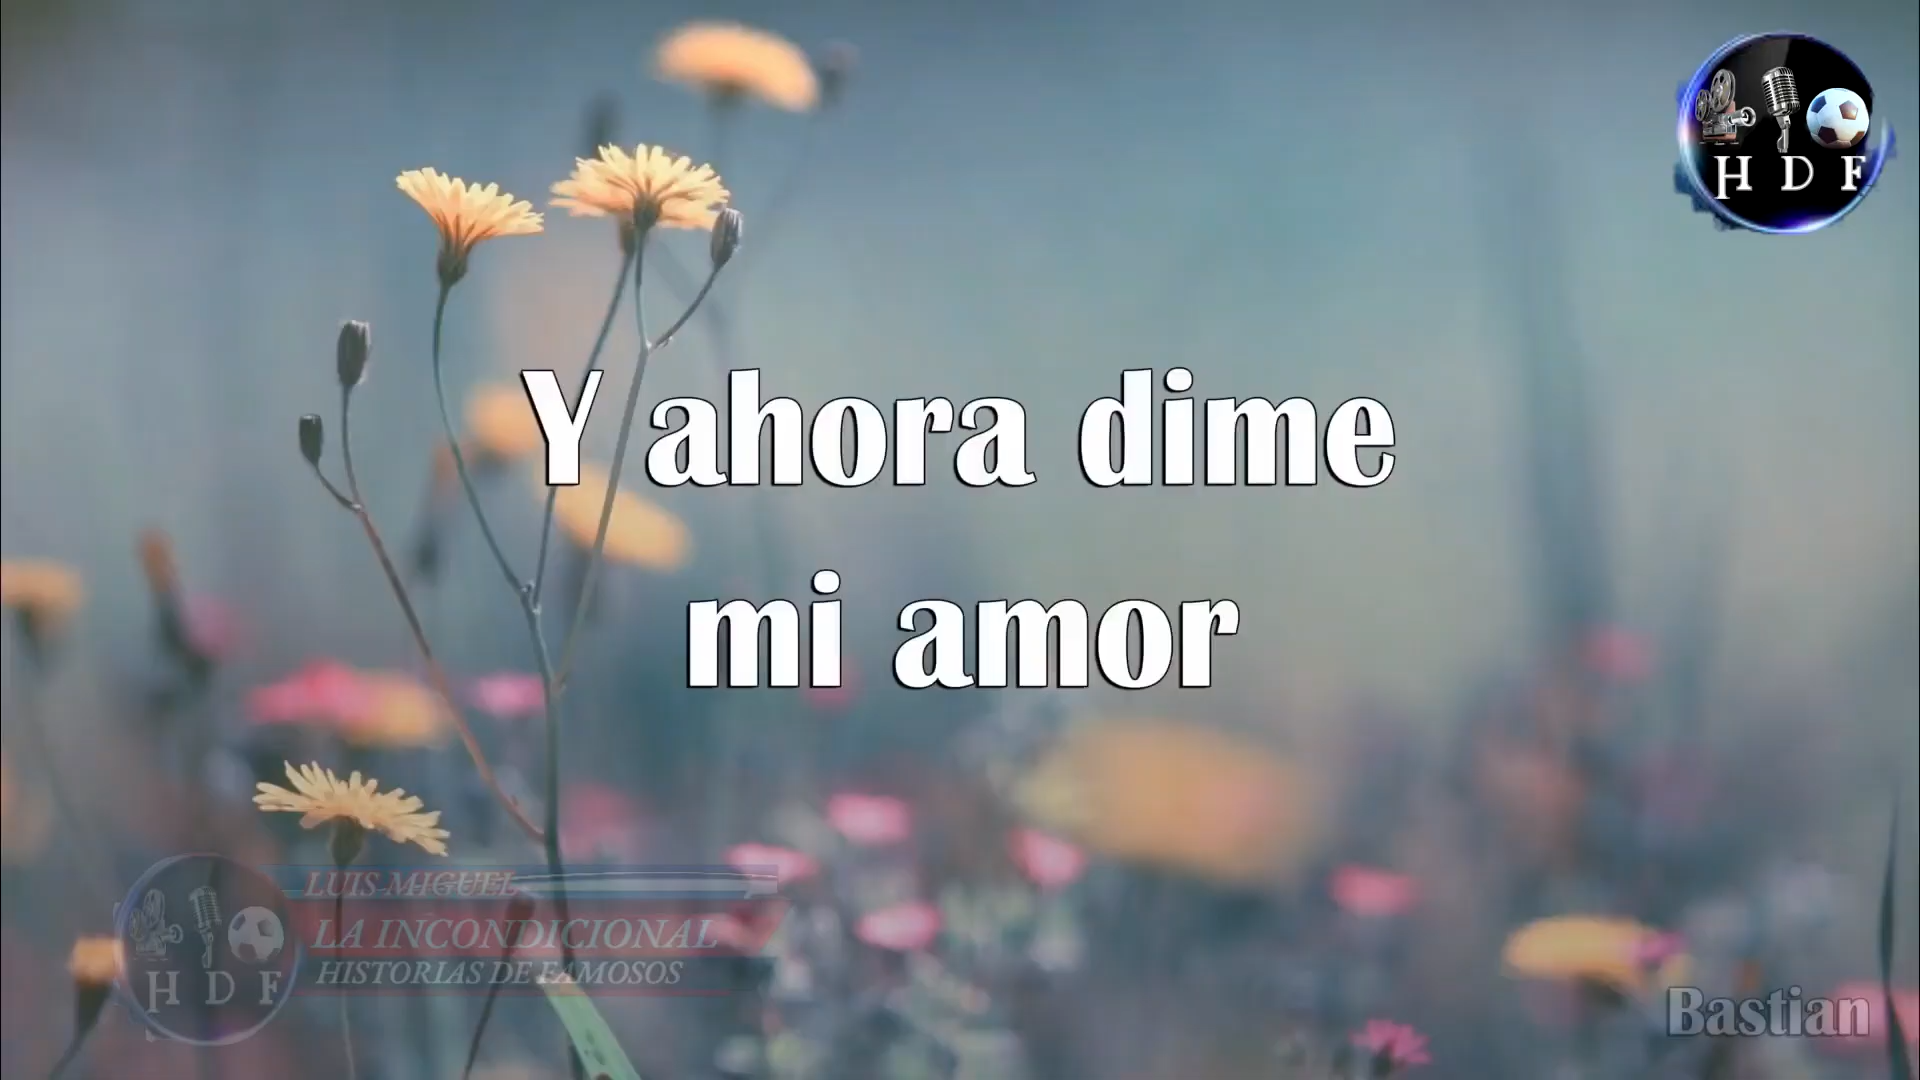 H D F
Y ahora dime
mi amor
LUIS MIGUEL
LA INCONDICIONAL
HISTORIAS DE FAMOSOS
H D F
Bastian